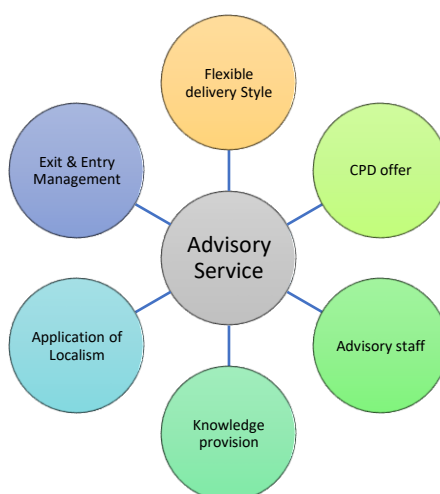 Flexible
delivery Style
Exit & Entry
Management
CPD offer
Advisory
Service
Application of
Localism
Advisory staff
Knowledge
provision